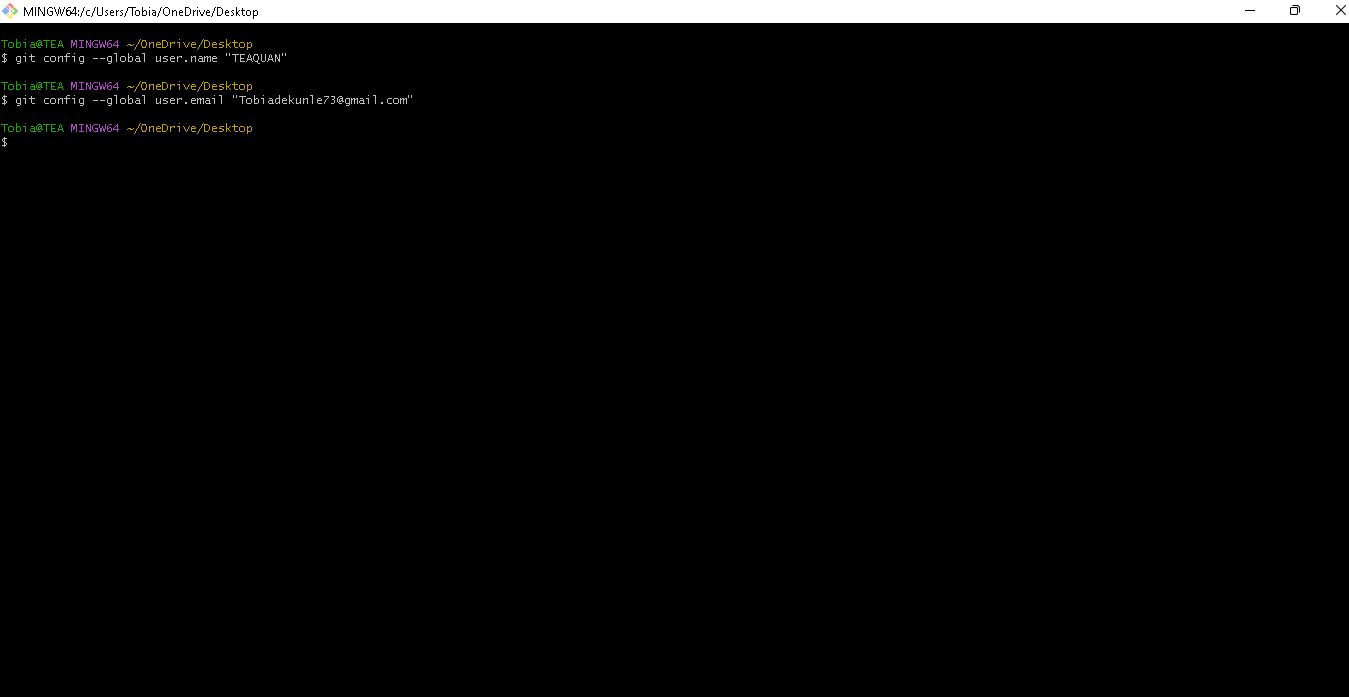 MINGW64:/c/Users/Tobia/OneDrive/Desktop
Tobia@TEA MINGW64 ~/OneDrive/Desktop
$ git config --global user.name "TEAQUAN"
Tobia@TEA MINGW64 ~/OneDrive/Desktop
$ git config --global user.email "Tobiadekunle73@gmail.com"
Tobia@TEA MINGW64 ~/OneDrive/Desktop
$